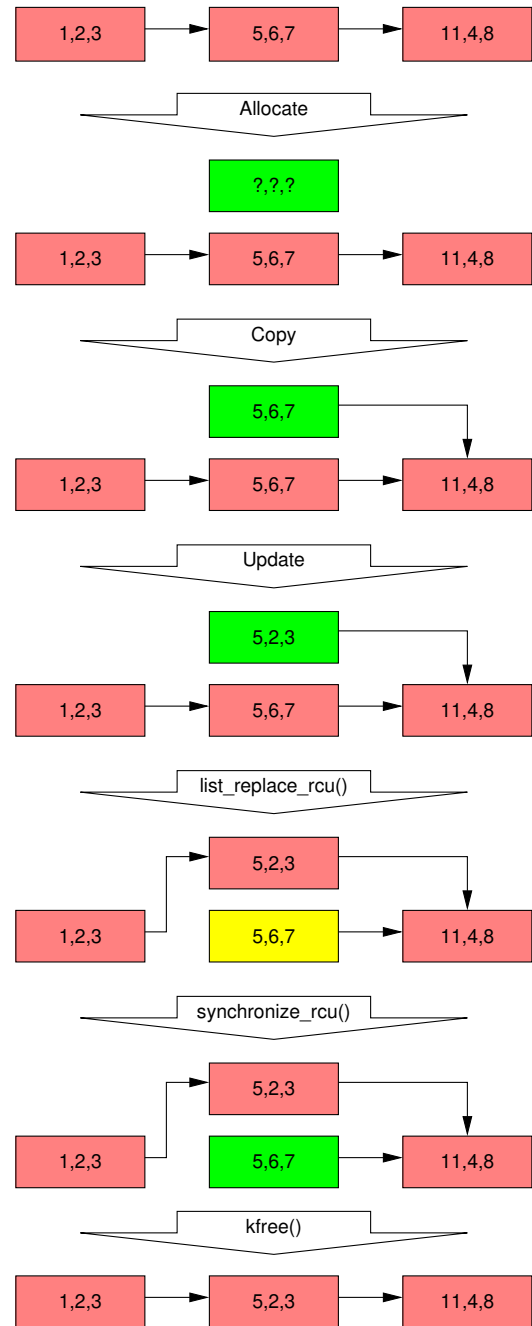 1,2,3 5,6,7 11,4,8
Allocate
?,?,?
1,2,3 5,6,7 11,4,8
Copy
5,6,7
1,2,3 5,6,7 11,4,8
Update
5,2,3
1,2,3 5,6,7 11,4,8
list_replace_rcu()
5,2,3
1,2,3 5,6,7 11,4,8
synchronize_rcu()
5,2,3
1,2,3 5,6,7 11,4,8
kfree()
1,2,3 5,2,3 11,4,8